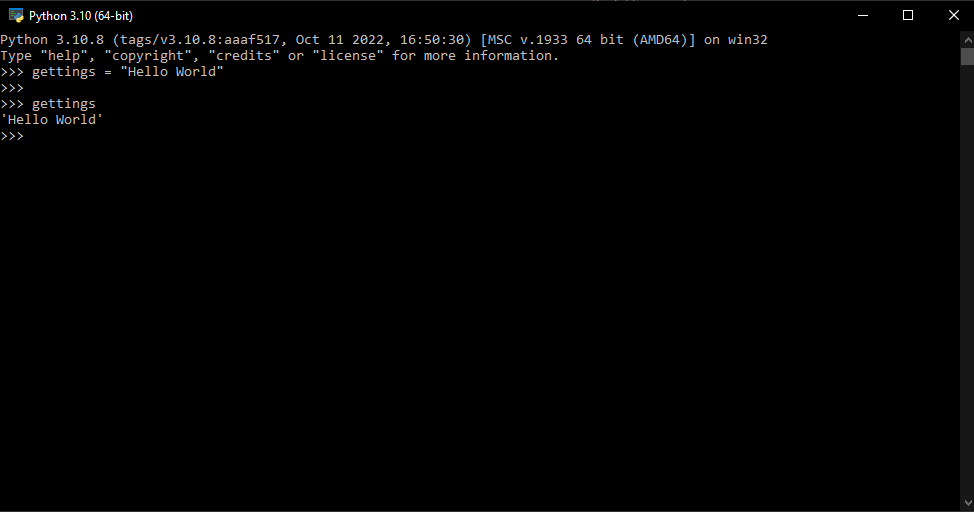 Python 3.10 (64-bit)
Python 3.10.8 (tags/v3.10.8:aaaf517, Oct 11 2022, 16:50:30) [MSC v.1933 64 bit (AMD64)] on win32
Type "help", "copyright", "credits" or "license" for more information.
>>> gettings = "Hello World"
>>>
>>> gettings
'Hello World'
>>>